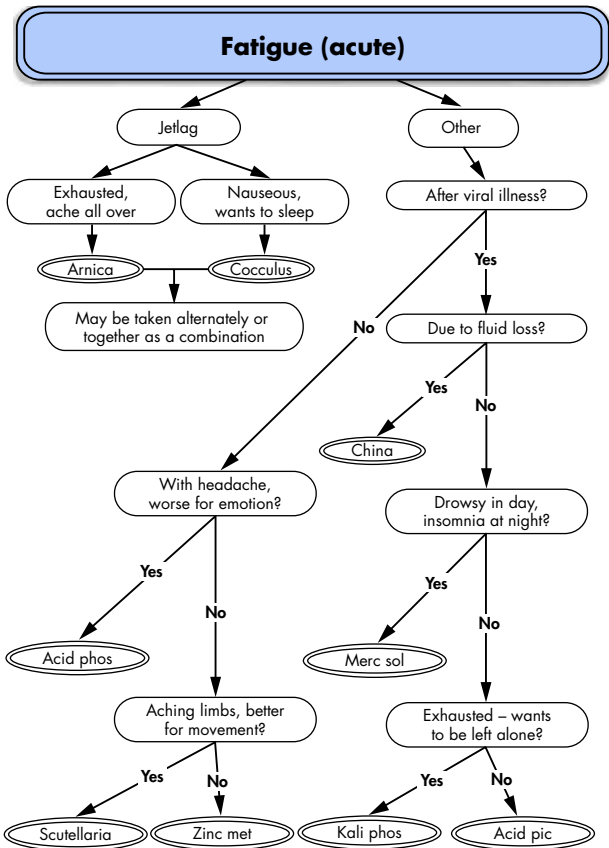 Fatigue (acute)
Jetlag
Other
Exhausted,
ache all over
Nauseous,
wants to sleep
After viral illness?
Arnica
Cocculus
Yes
May be taken alternately or
together as a combination
No
Due to fluid loss?
Yes
No
China
With headache,
worse for emotion?
Drowsy in day,
insomnia at night?
Yes
No
Yes
No
Acid phos
Merc sol
Aching limbs, better
for movement?
Exhausted – wants
to be left alone?
Yes
No
Yes
No
Scutellaria
Zinc met
Kali phos
Acid pic